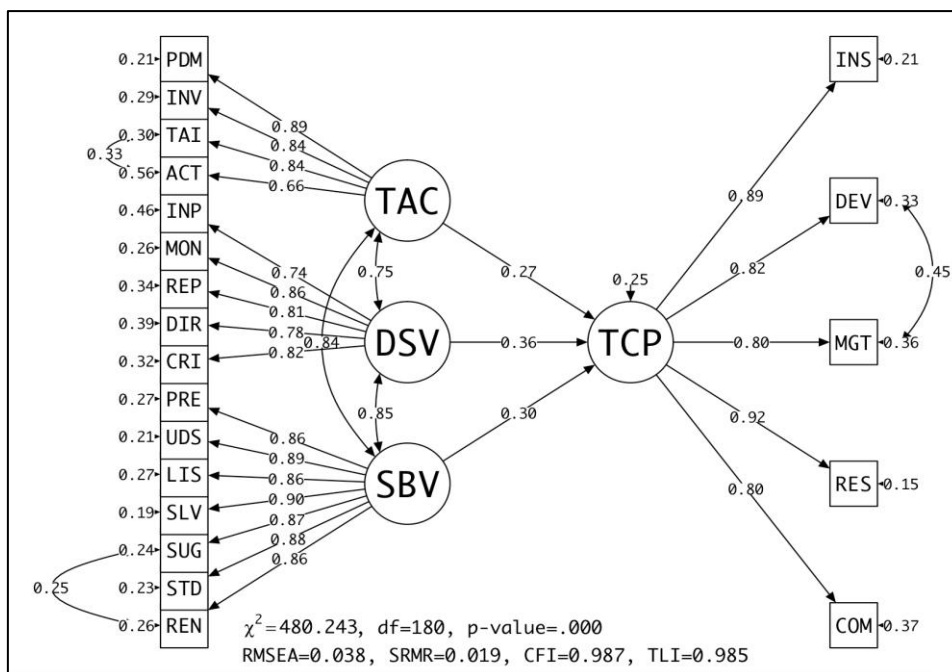 0.21 PDM
0.29 INV
0.30 TAI
0.33
0.56 ACT
0.46 INP
0.26 MON
0.34 REP
0.39 DIR
0.32 CRI
0.27 PRE
0.21 UDS
0.27 LIS
0.19 SLV
0.24 SUG
0.25
0.23 STD
0.26 REN
0.89
0.84
0.84
0.66
0.74
0.86
0.81
0.78
0.82
0.86
0.89
0.86
0.90
0.87
0.88
0.86
TAC
0.75
0.84
DSV
0.85
SBV
0.27
0.36
0.30
0.25
TCP
0.89
0.82
0.80
0.92
0.80
INS 0.21
DEV 0.33
0.45
MGT 0.36
RES 0.15
COM 0.37
χ²=480.243, df=180, p-value=.000
RMSEA=0.038, SRMR=0.019, CFI=0.987, TLI=0.985